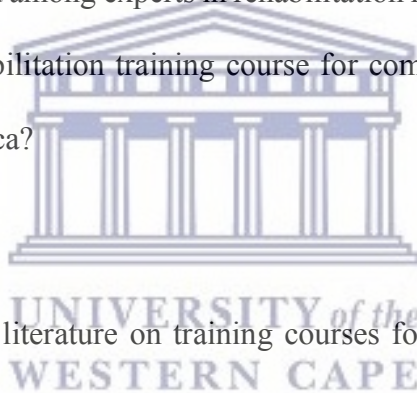 among experts in rehabilitation
bilitation training course for com
ca?
literature on training courses fo
UNIVERSITY of the
WESTERN CAPE